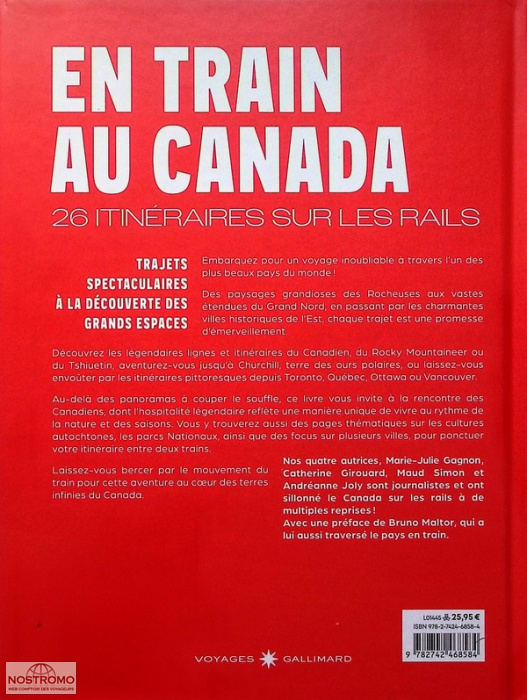 EN TRAIN
AU CANADA
26 ITINÉRAIRES SUR LES RAILS
TRAJETS
SPECTACULAIRES
À LA DÉCOUVERTE DES
GRANDS ESPACES
Embarquez pour un voyage inoubliable à travers l'un des
plus beaux pays du monde !
Des paysages grandioses des Rocheuses aux vastes
étendues du Grand Nord, en passant par les charmantes
villes historiques de l'Est, chaque trajet est une promesse
d'émerveillement.
Découvrez les légendaires lignes et itinéraires du Canadien, du Rocky Mountaineer ou
du Tshiuetin, aventurez-vous jusqu'à Churchill, terre des ours polaires, ou laissez-vous
envoûter par les itinéraires pittoresques depuis Toronto, Québec, Ottawa ou Vancouver.
Au-delà des panoramas à couper le souffle, ce livre vous invite à la rencontre des
Canadiens, dont l'hospitalité légendaire reflète une manière unique de vivre au rythme de
la nature et des saisons. Vous y trouverez aussi des pages thématiques sur les cultures
autochtones, les parcs Nationaux, ainsi que des focus sur plusieurs villes, pour ponctuer
votre itinéraire entre deux trains.
Laissez-vous bercer par le mouvement du
train pour cette aventure au cœur des terres
infinies du Canada.
Nos quatre autrices, Marie-Julie Gagnon,
Catherine Girouard, Maud Simon et
Andréanne Joly sont journalistes et ont
sillonné le Canada sur les rails à de
multiples reprises !
Avec une préface de Bruno Maltor, qui a
lui aussi traversé le pays en train.
L01445 25,95 €
ISBN 978-2-7424-6858-4
9 782742 468584
VOYAGES GALLIMARD
NOSTROMO
WEB COMPTOIR DES VOYAGEURS